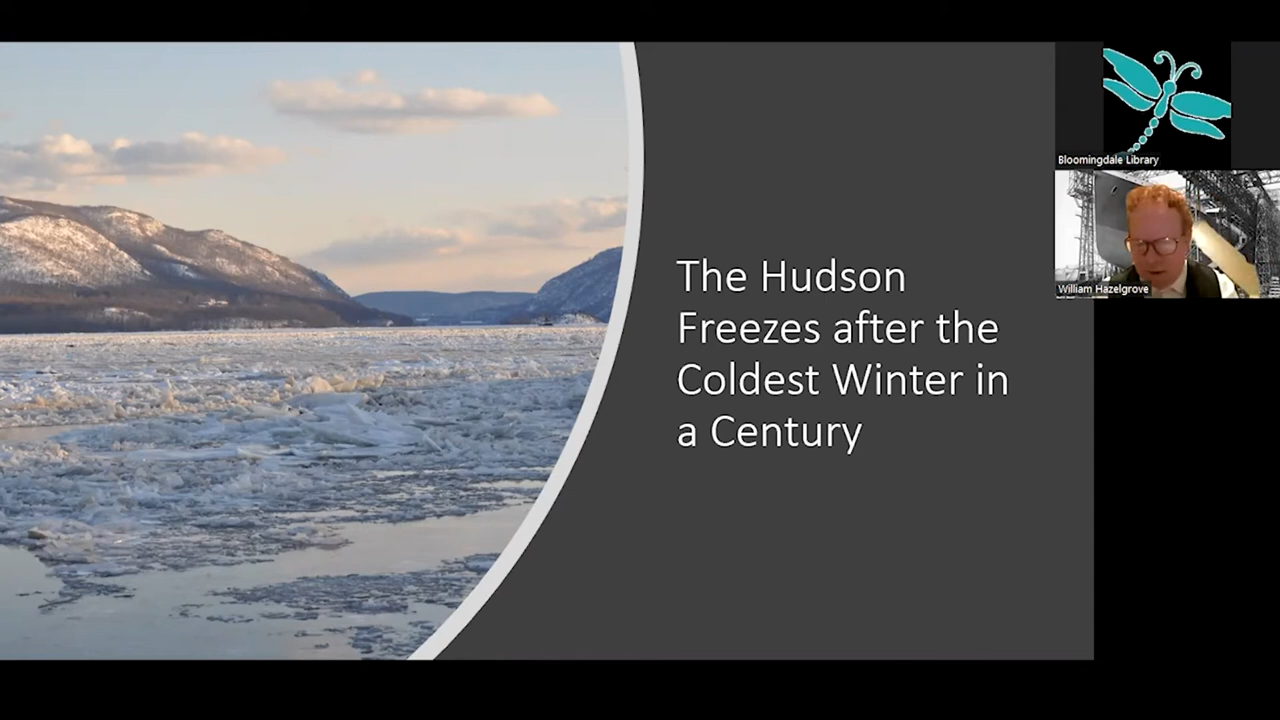 The Hudson
Freezes after the
Coldest Winter in
a Century
Bloomingdale Library
William Hazelgrove